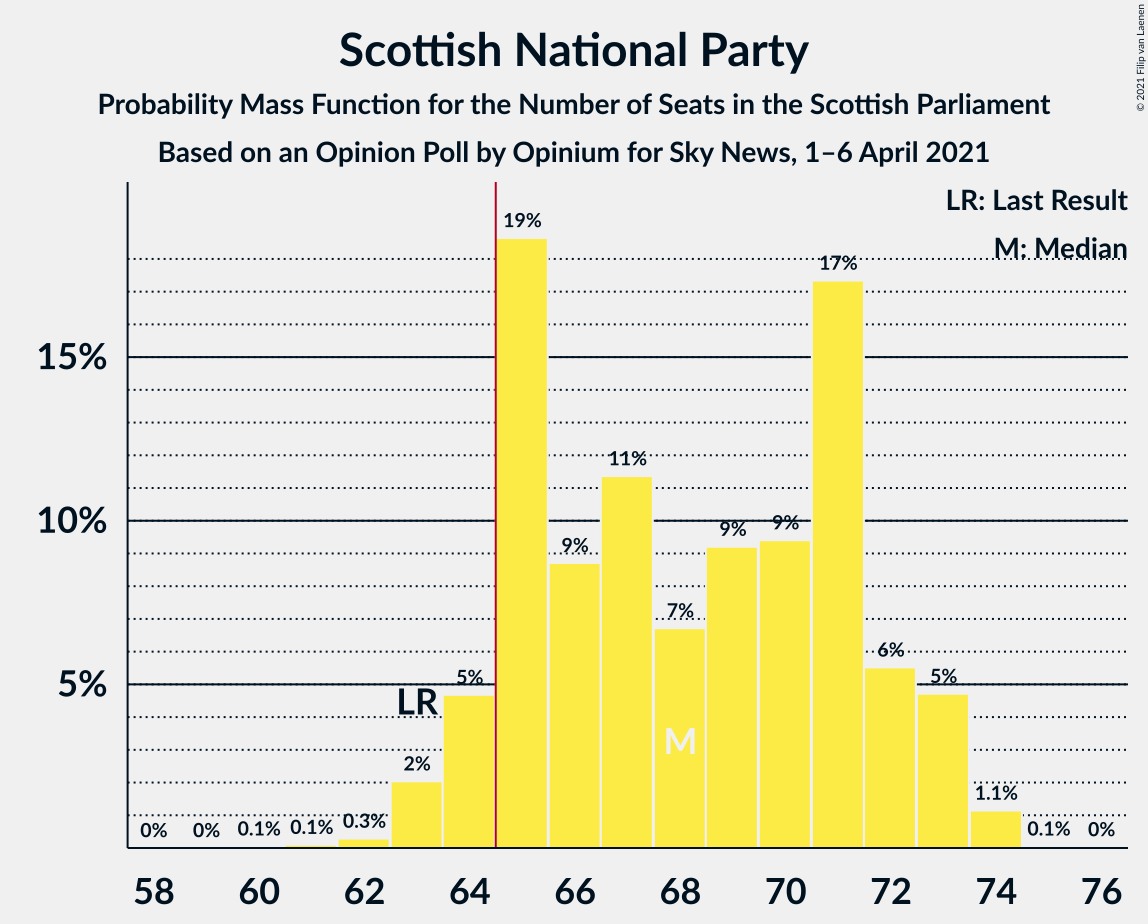 Scottish National Party
Probability Mass Function for the Number of Seats in the Scottish Parliament
Based on an Opinion Poll by Opinium for Sky News, 1–6 April 2021
© 2021 Filip van Laenen
LR: Last Result
M: Median
15%
10%
5%
0%
0%
0.1%
0.1%
0.3%
2%
LR
5%
19%
9%
11%
7%
M
9%
9%
17%
6%
5%
1.1%
0.1%
0%
58 60 62 64 66 68 70 72 74 76